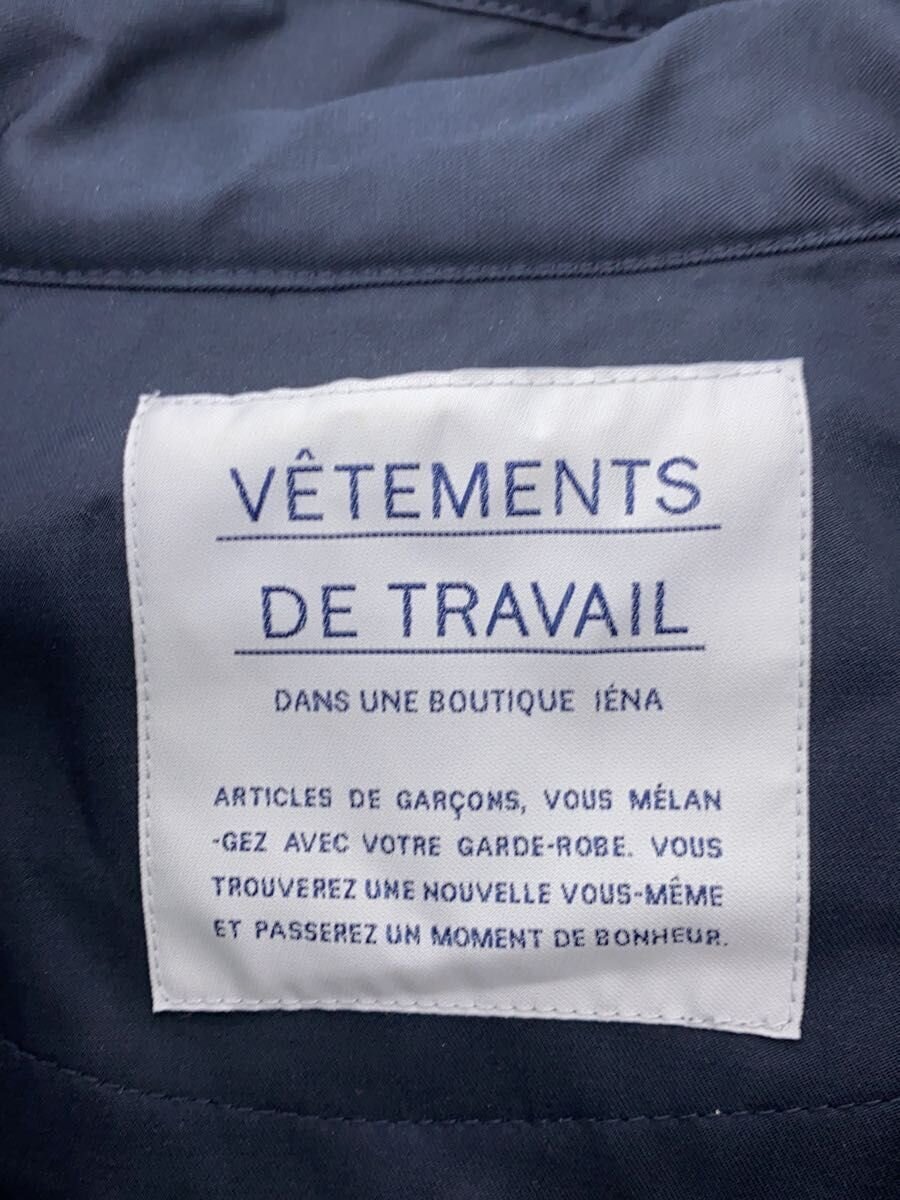 VÊTEMENTS
DE TRAVAIL
DANS UNE BOUTIQUE IÉNA
ARTICLES DE GARÇONS, VOUS MÉLAN
-GEZ AVEC VOTRE GARDE-ROBE. VOUS
TROUVEREZ UNE NOUVELLE VOUS-MÊME
ET PASSEREZ UN MOMENT DE BONHEUR.